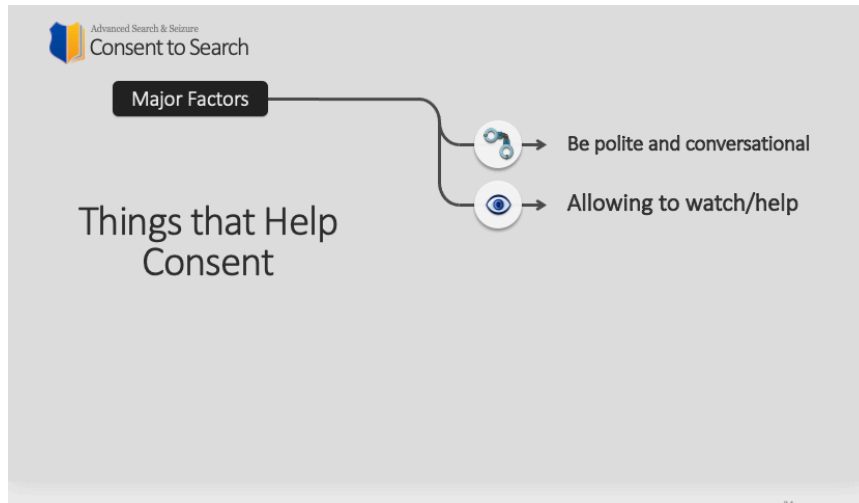 Advanced Search & Seizure
Consent to Search
Major Factors
Be polite and conversational
Allowing to watch/help
Things that Help
Consent